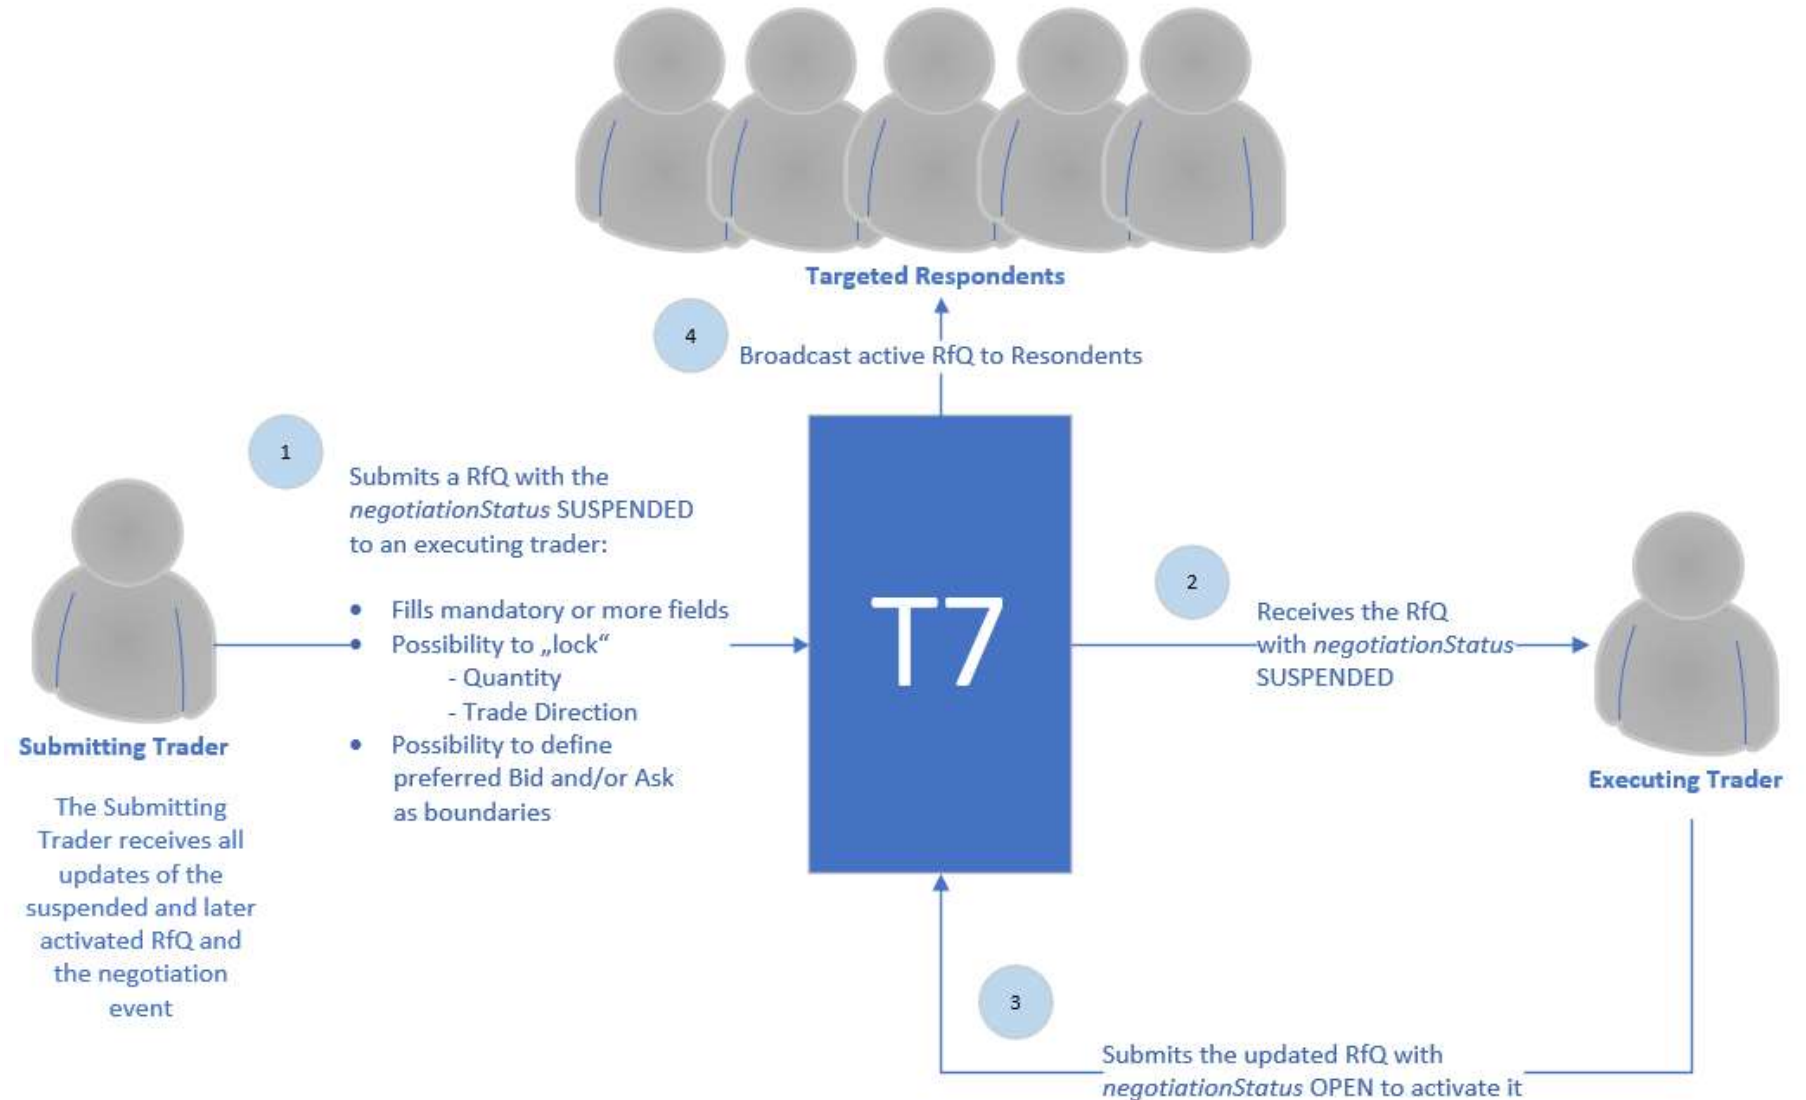 Targeted Respondents
4
Broadcast active RfQ to Resondents
1
Submits a RfQ with the
negotiationStatus SUSPENDED
to an executing trader:
• Fills mandatory or more fields
• Possibility to „lock“
- Quantity
- Trade Direction
• Possibility to define
preferred Bid and/or Ask
as boundaries
Submitting Trader
The Submitting
Trader receives all
updates of the
suspended and later
activated RfQ and
the negotiation
event
T7
2
Receives the RfQ
with negotiationStatus
SUSPENDED
Executing Trader
3
Submits the updated RfQ with
negotiationStatus OPEN to activate it